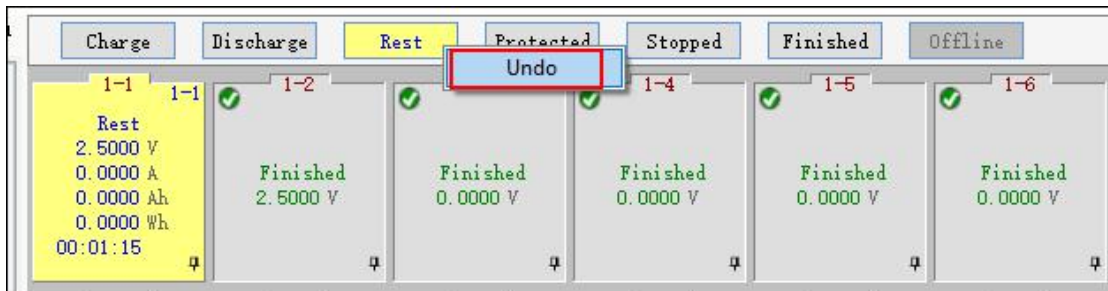 Charge Discharge Rest Protected Stopped Finished Offline
Undo
1-1 1-1 1-2 1-4 1-5 1-6
Rest
2.5000 V
0.0000 A
0.0000 Ah
0.0000 Wh
00:01:15
Finished
2.5000 V
Finished
0.0000 V
Finished
0.0000 V
Finished
0.0000 V
Finished
0.0000 V